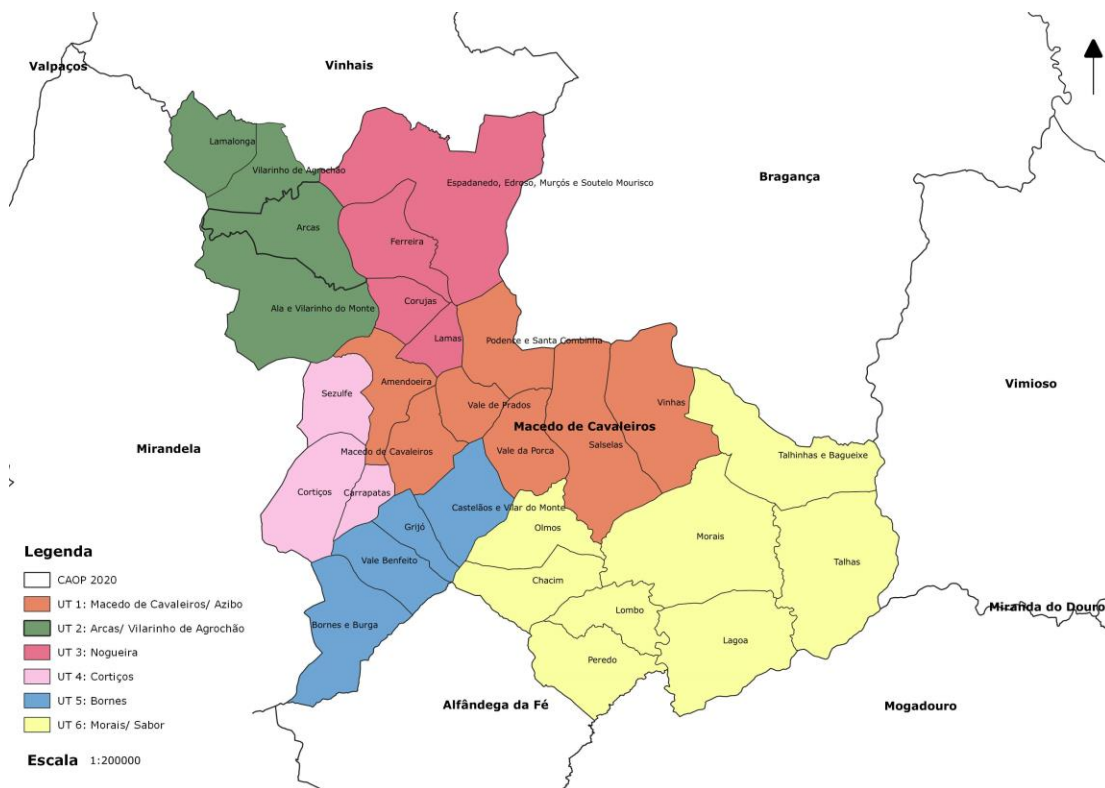 Valpaços
Vinhais
Bragança
Vimioso
Mirandela
Miranda do Douro
Mogadouro
Alfândega da Fé
Macedo de Cavaleiros
Lamalonga
Vilarinho de Agrochão
Espadanedo, Edroso, Murçós e Soutelo Mourisco
Arcas
Ferreira
Ala e Vilarinho do Monte
Corujas
Lamas
Podence e Santa Combinha
Sezulfe
Amendoeira
Vale de Prados
Vinhas
Macedo de Cavaleiros
Vale da Porca
Salselas
Talhinhas e Bagueixe
Cortiços
Carrapatas
Castelãos e Vilar do Monte
Grijó
Olmos
Morais
Vale Benfeito
Chacim
Talhas
Bornes e Burga
Lombo
Lagoa
Peredo
Legenda
CAOP 2020
UT 1: Macedo de Cavaleiros/ Azibo
UT 2: Arcas/ Vilarinho de Agrochão
UT 3: Nogueira
UT 4: Cortiços
UT 5: Bornes
UT 6: Morais/ Sabor
Escala 1:200000